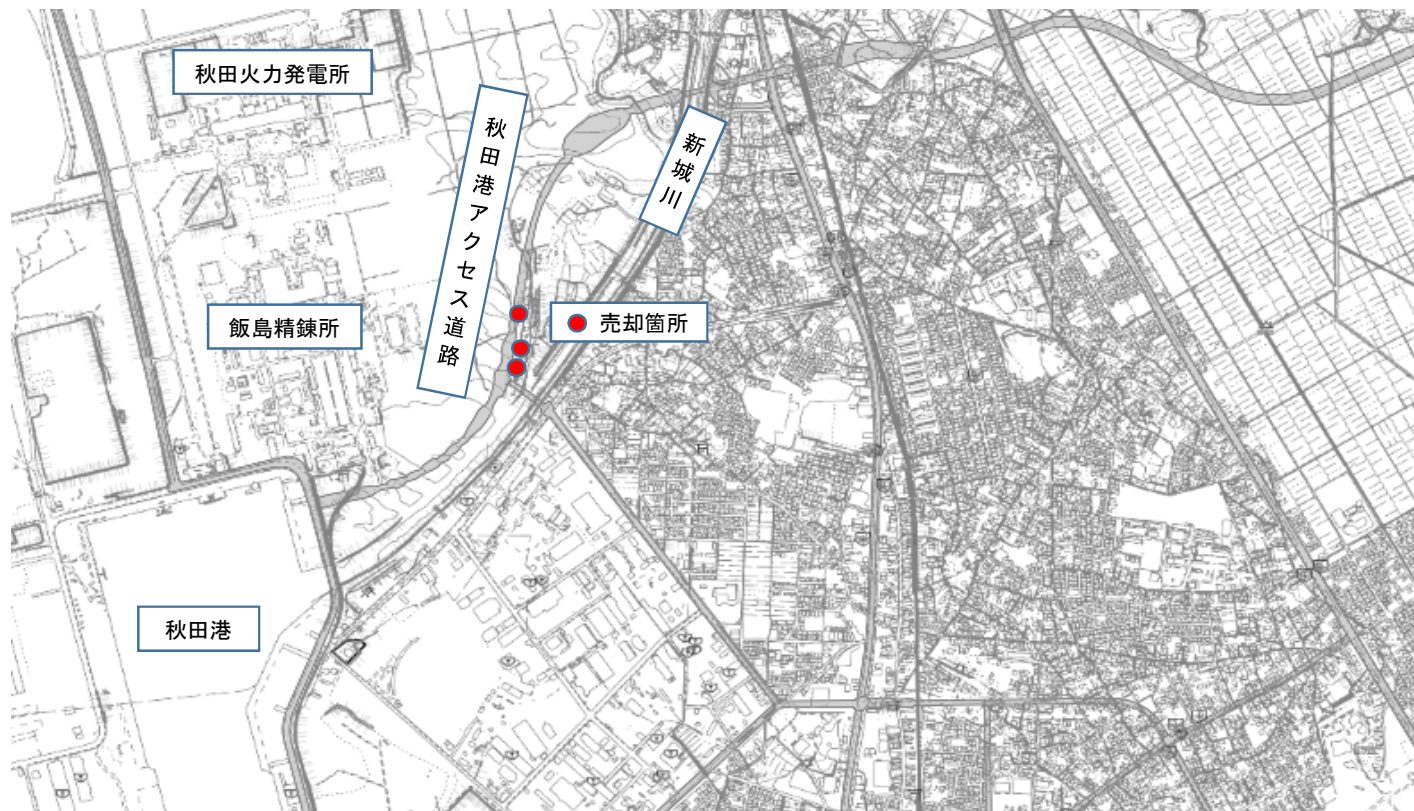 秋田火力発電所
秋田港アクセス道路
新城川
飯島精錬所
売却箇所
秋田港